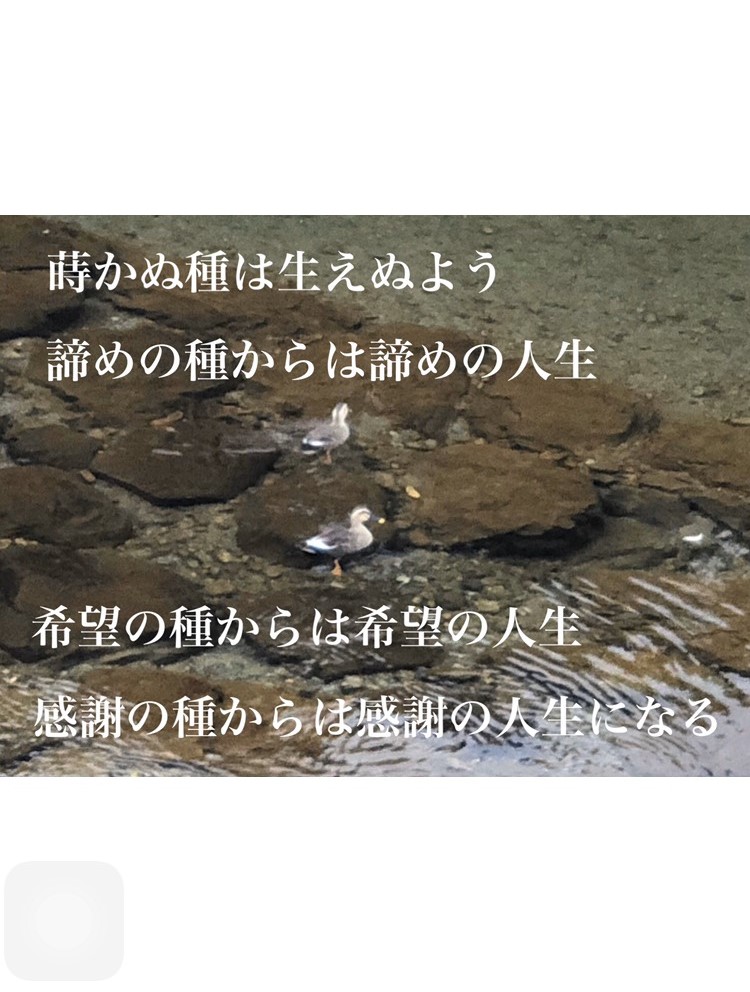 蒔かぬ種は生えぬよう
諦めの種からは諦めの人生
希望の種からは希望の人生
感謝の種からは感謝の人生になる